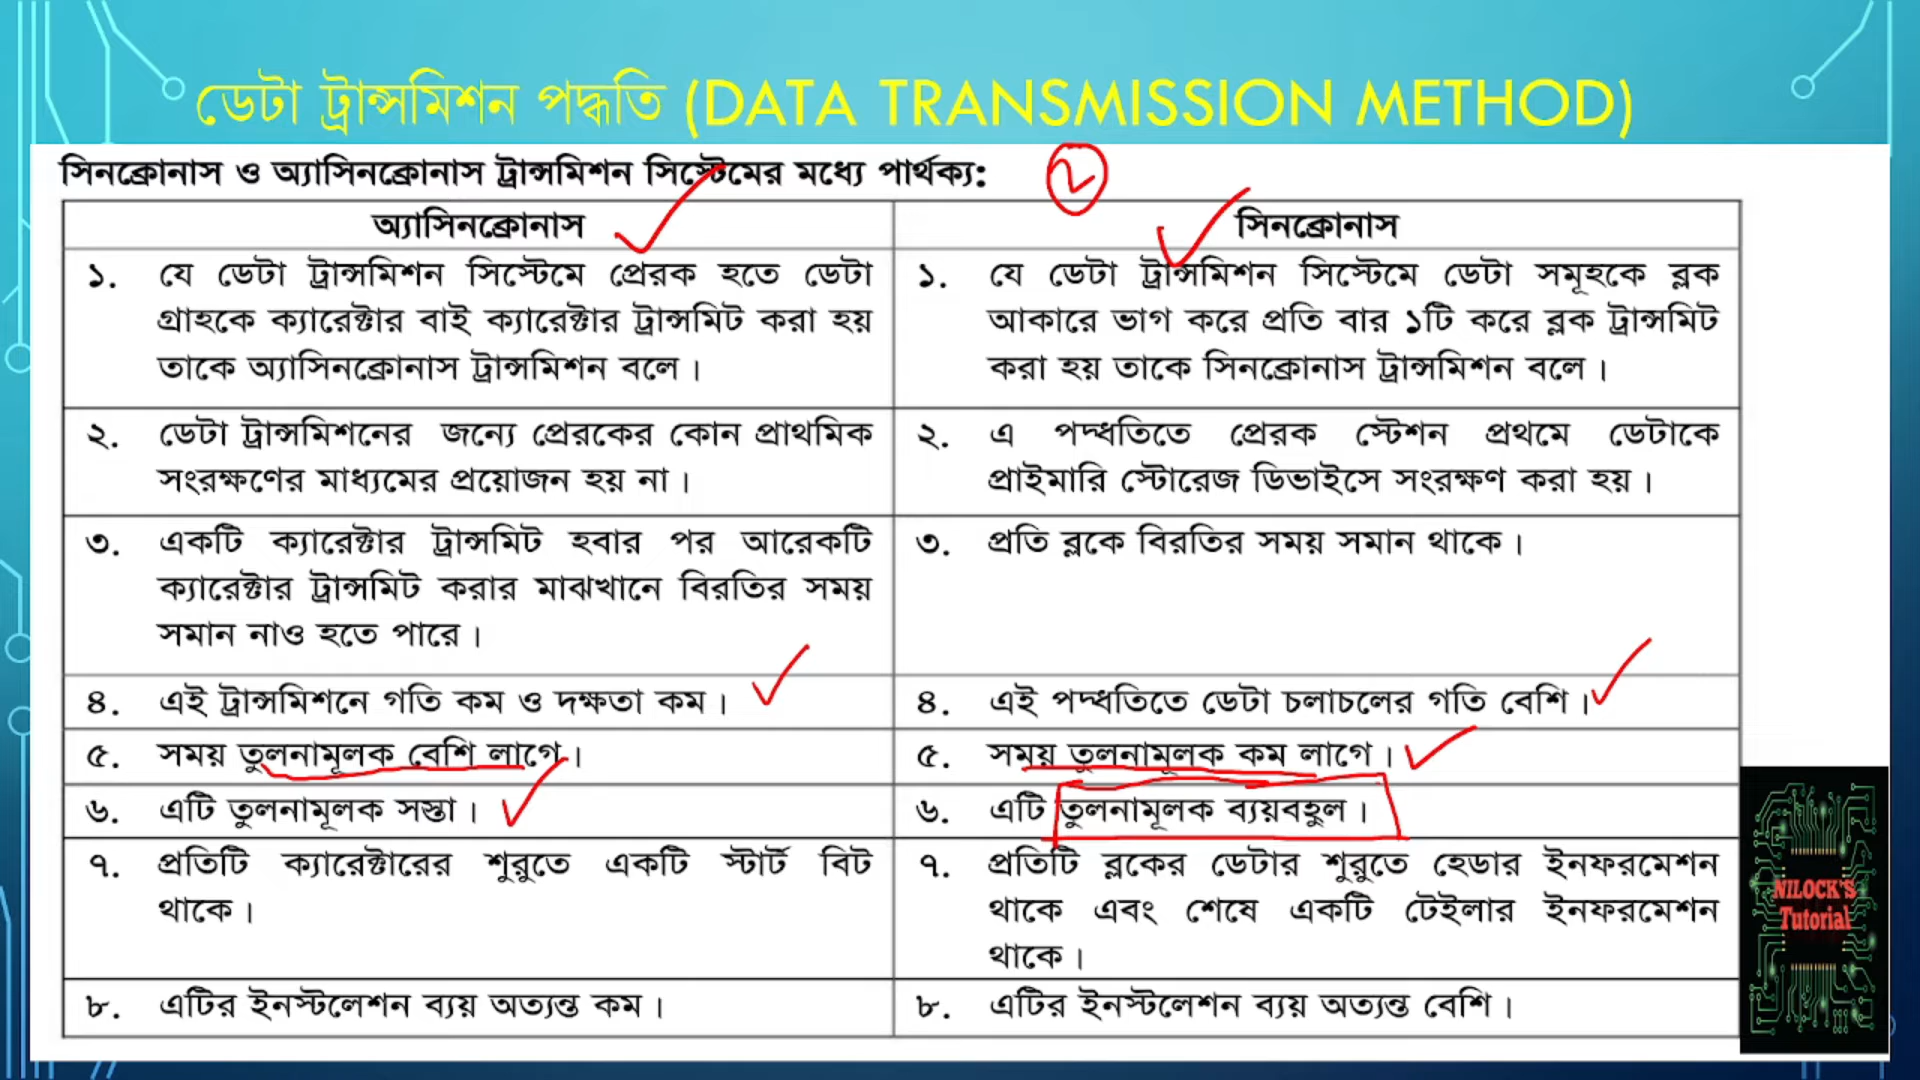 ডেটা ট্রান্সমিশন পদ্ধতি (DATA TRANSMISSION METHOD)
সিনক্রোনাস ও অ্যাসিনক্রোনাস ট্রান্সমিশন সিস্টেমের মধ্যে পার্থক্য:
২
অ্যাসিনক্রোনাস
সিনক্রোনাস
১. যে ডেটা ট্রান্সমিশন সিস্টেমে প্রেরক হতে ডেটা
গ্রাহকে ক্যারেক্টার বাই ক্যারেক্টার ট্রান্সমিট করা হয়
তাকে অ্যাসিনক্রোনাস ট্রান্সমিশন বলে।
১. যে ডেটা ট্রান্সমিশন সিস্টেমে ডেটা সমূহকে ব্লক
আকারে ভাগ করে প্রতি বার ১টি করে ব্লক ট্রান্সমিট
করা হয় তাকে সিনক্রোনাস ট্রান্সমিশন বলে।
২. ডেটা ট্রান্সমিশনের জন্যে প্রেরকের কোন প্রাথমিক
সংরক্ষণের মাধ্যমের প্রয়োজন হয় না।
২. এ পদ্ধতিতে প্রেরক স্টেশন প্রথমে ডেটাকে
প্রাইমারি স্টোরেজ ডিভাইসে সংরক্ষণ করা হয়।
৩. একটি ক্যারেক্টার ট্রান্সমিট হবার পর আরেকটি
ক্যারেক্টার ট্রান্সমিট করার মাঝখানে বিরতির সময়
সমান নাও হতে পারে।
৩. প্রতি ব্লকে বিরতির সময় সমান থাকে।
৪. এই ট্রান্সমিশনে গতি কম ও দক্ষতা কম।
৪. এই পদ্ধতিতে ডেটা চলাচলের গতি বেশি।
৫. সময় তুলনামূলক বেশি লাগে।
৫. সময় তুলনামূলক কম লাগে।
৬. এটি তুলনামূলক সস্তা।
৬. এটি তুলনামূলক ব্যয়বহুল।
৭. প্রতিটি ক্যারেক্টারের শুরুতে একটি স্টার্ট বিট
থাকে।
৭. প্রতিটি ব্লকের ডেটার শুরুতে হেডার ইনফরমেশন
থাকে এবং শেষে একটি টেইলার ইনফরমেশন
থাকে।
৮. এটির ইনস্টলেশন ব্যয় অত্যন্ত কম।
৮. এটির ইনস্টলেশন ব্যয় অত্যন্ত বেশি।
NILOCK'S
Tutorial